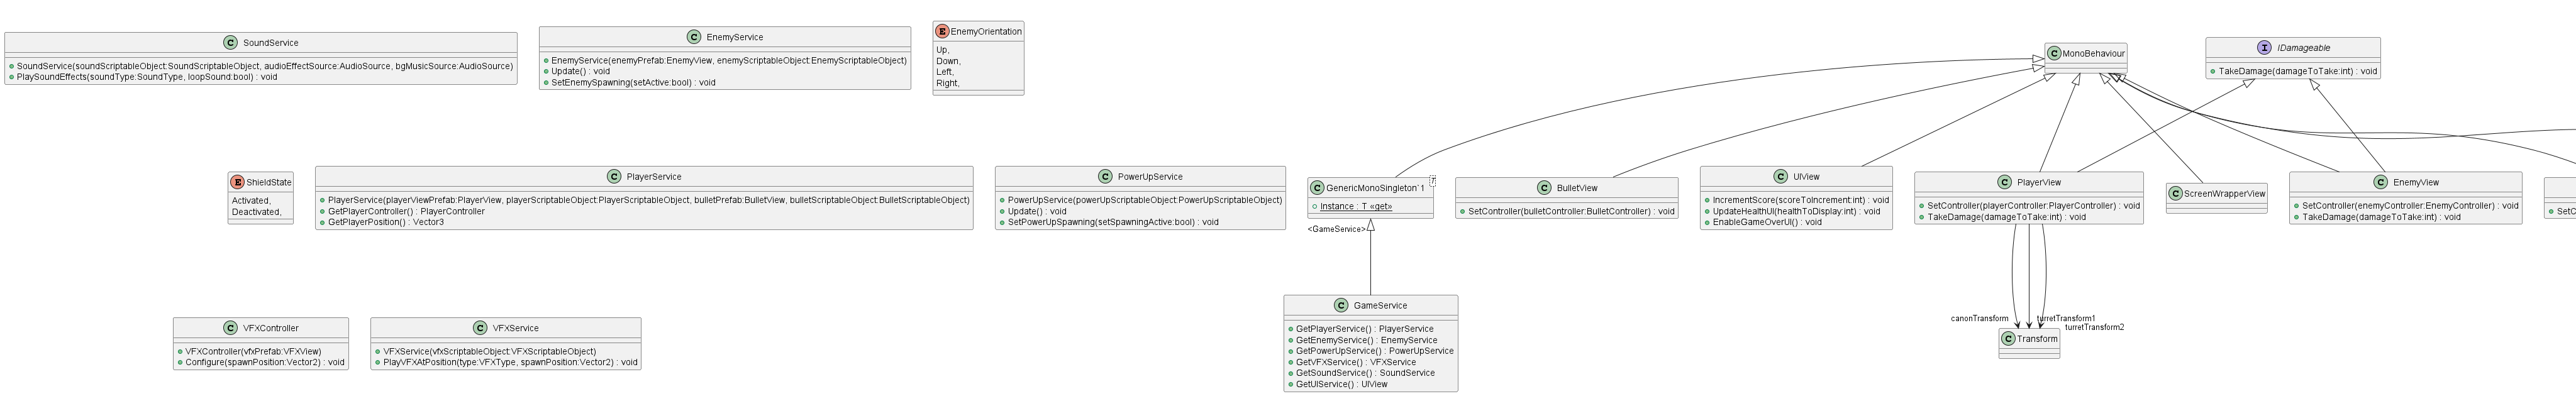 SoundService
SoundService(soundScriptableObject:SoundScriptableObject, audioEffectSource:AudioSource, bgMusicSource:AudioSource)
PlaySoundEffects(soundType:SoundType, loopSound:bool) : void
EnemyService
EnemyService(enemyPrefab:EnemyView, enemyScriptableObject:EnemyScriptableObject)
Update() : void
SetEnemySpawning(setActive:bool) : void
E EnemyOrientation
Up,
Down,
Left,
Right,
C MonoBehaviour
I IDamageable
TakeDamage(damageToTake:int) : void
E ShieldState
Activated,
Deactivated,
C PlayerService
PlayerService(playerViewPrefab:PlayerView, playerScriptableObject:PlayerScriptableObject, bulletPrefab:BulletView, bulletScriptableObject:BulletScriptableObject)
GetPlayerController() : PlayerController
GetPlayerPosition() : Vector3
C PowerUpService
PowerUpService(powerUpScriptableObject:PowerUpScriptableObject)
Update() : void
SetPowerUpSpawning(setSpawningActive:bool) : void
C GenericMonoSingleton`1 T
Instance : T «get»
C BulletView
SetController(bulletController:BulletController) : void
C UIView
IncrementScore(scoreToIncrement:int) : void
UpdateHealthUI(healthToDisplay:int) : void
EnableGameOverUI() : void
C PlayerView
SetController(playerController:PlayerController) : void
TakeDamage(damageToTake:int) : void
C ScreenWrapperView
C EnemyView
SetController(enemyController:EnemyController) : void
TakeDamage(damageToTake:int) : void
SetC
<GameService>
C VFXController
VFXController(vfxPrefab:VFXView)
Configure(spawnPosition:Vector2) : void
C VFXService
VFXService(vfxScriptableObject:VFXScriptableObject)
PlayVFXAtPosition(type:VFXType, spawnPosition:Vector2) : void
C GameService
GetPlayerService() : PlayerService
GetEnemyService() : EnemyService
GetPowerUpService() : PowerUpService
GetVFXService() : VFXService
GetSoundService() : SoundService
GetUIService() : UIView
canonTransform
turretTransform1
turretTransform2
C Transform